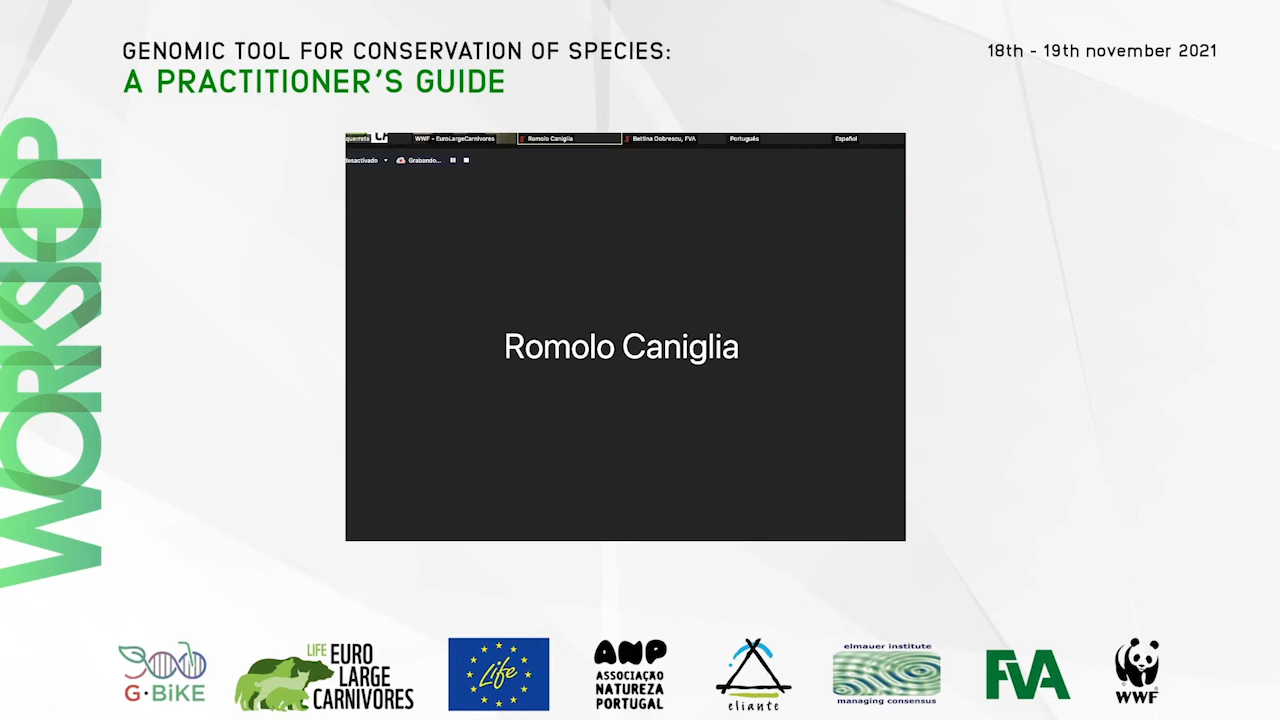 GENOMIC TOOL FOR CONSERVATION OF SPECIES:
A PRACTITIONER'S GUIDE
18th - 19th november 2021
WORKSHOP
WWF - EuroLargeCarnivores
Romolo Caniglia
Bettina Dobrescu, FVA
Português
Español
Grabando...
Romolo Caniglia
G·BiKE
LIFE EURO
LARGE
CARNIVORES
Life
ANP
ASSOCIAÇÃO
NATUREZA
PORTUGAL
eliante
elmauer institute
managing consensus
FVA
WWF